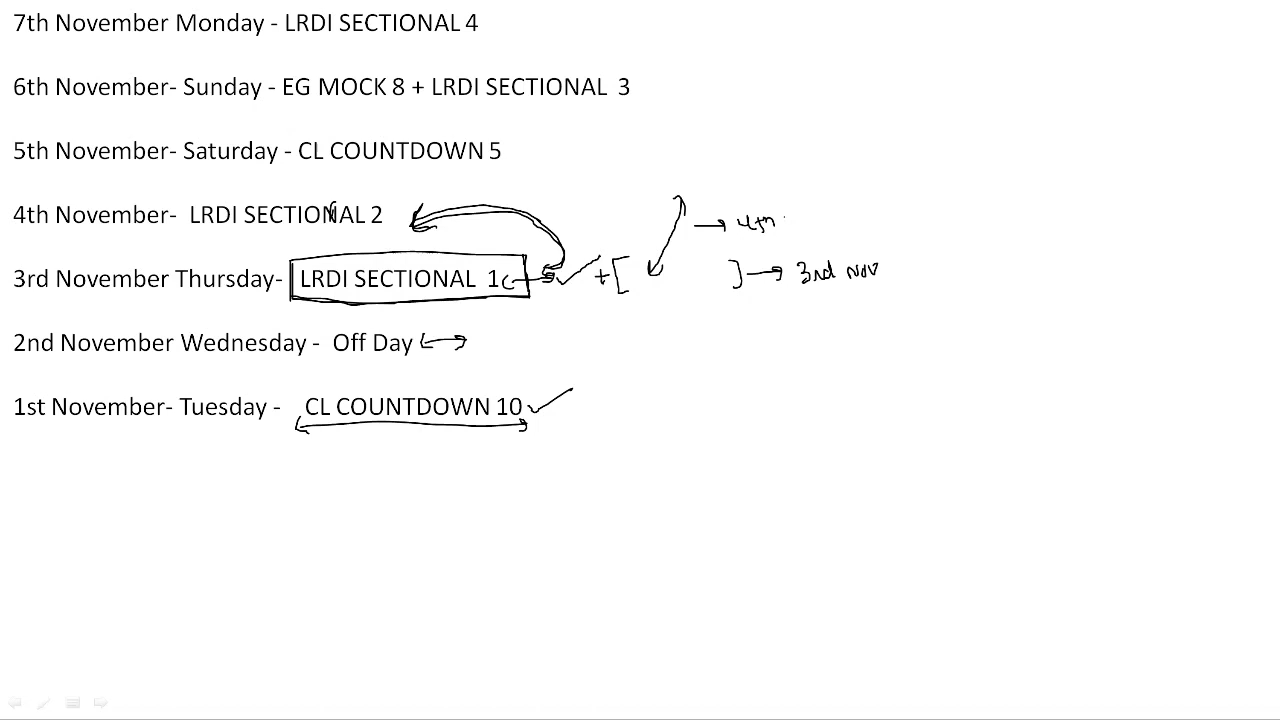 7th November Monday - LRDI SECTIONAL 4
6th November- Sunday - EG MOCK 8 + LRDI SECTIONAL 3
5th November- Saturday - CL COUNTDOWN 5
4th November- LRDI SECTIONAL 2 → 4th
3rd November Thursday- LRDI SECTIONAL 1 ✓ + [ ] → 3rd Nov
2nd November Wednesday - Off Day
1st November- Tuesday - CL COUNTDOWN 10 ✓